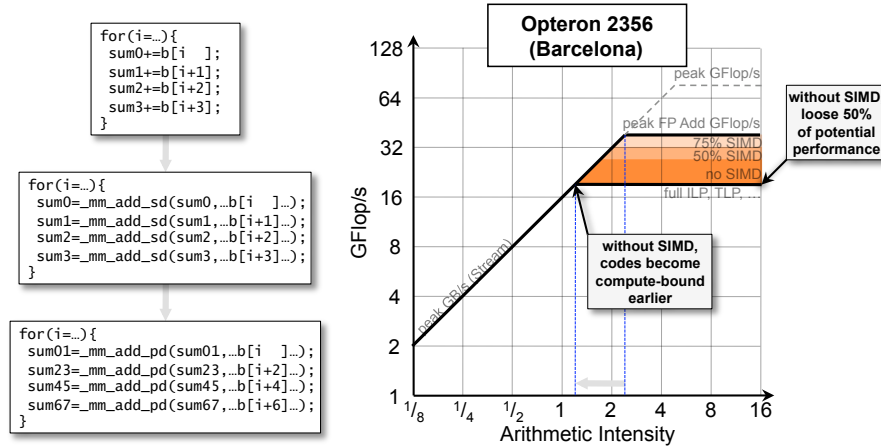 for(i=…){
sum0+=b[i  ];
sum1+=b[i+1];
sum2+=b[i+2];
sum3+=b[i+3];
}
for(i=…){
sum0=_mm_add_sd(sum0,…b[i  ]…);
sum1=_mm_add_sd(sum1,…b[i+1]…);
sum2=_mm_add_sd(sum2,…b[i+2]…);
sum3=_mm_add_sd(sum3,…b[i+3]…);
}
for(i=…){
sum01=_mm_add_pd(sum01,…b[i  ]…);
sum23=_mm_add_pd(sum23,…b[i+2]…);
sum45=_mm_add_pd(sum45,…b[i+4]…);
sum67=_mm_add_pd(sum67,…b[i+6]…);
}
Opteron 2356
(Barcelona)
GFlop/s
128
64
32
16
8
4
2
1
peak GFlop/s
peak FP Add GFlop/s
75% SIMD
50% SIMD
no SIMD
full ILP, TLP, …
peak GB/s (Stream)
without SIMD
loose 50%
of potential
performance
without SIMD,
codes become
compute-bound
earlier
1/8 1/4 1/2 1 2 4 8 16
Arithmetic Intensity